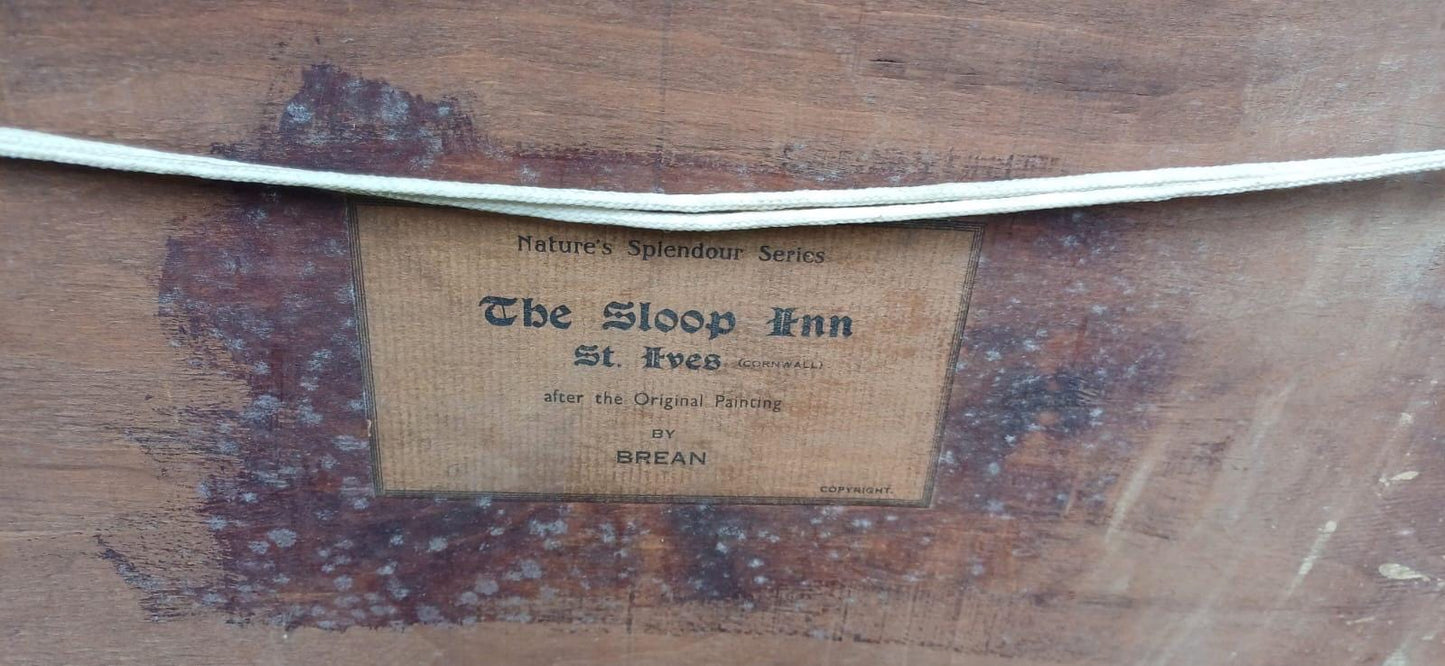 Nature's Splendour Series
The Sloop Inn
St. Ives (CORNWALL)
after the Original Painting
BY
BREAN
COPYRIGHT.